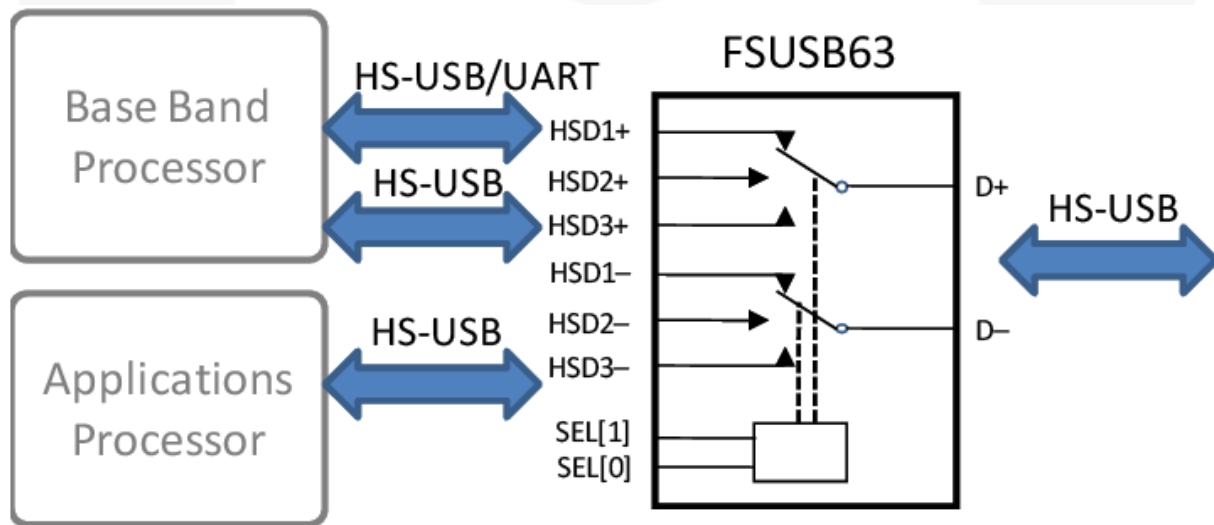 Base Band
Processor
Applications
Processor
HS-USB/UART
HS-USB
HS-USB
FSUSB63
HSD1+
HSD2+
HSD3+
HSD1–
HSD2–
HSD3–
SEL[1]
SEL[0]
D+
D–
HS-USB